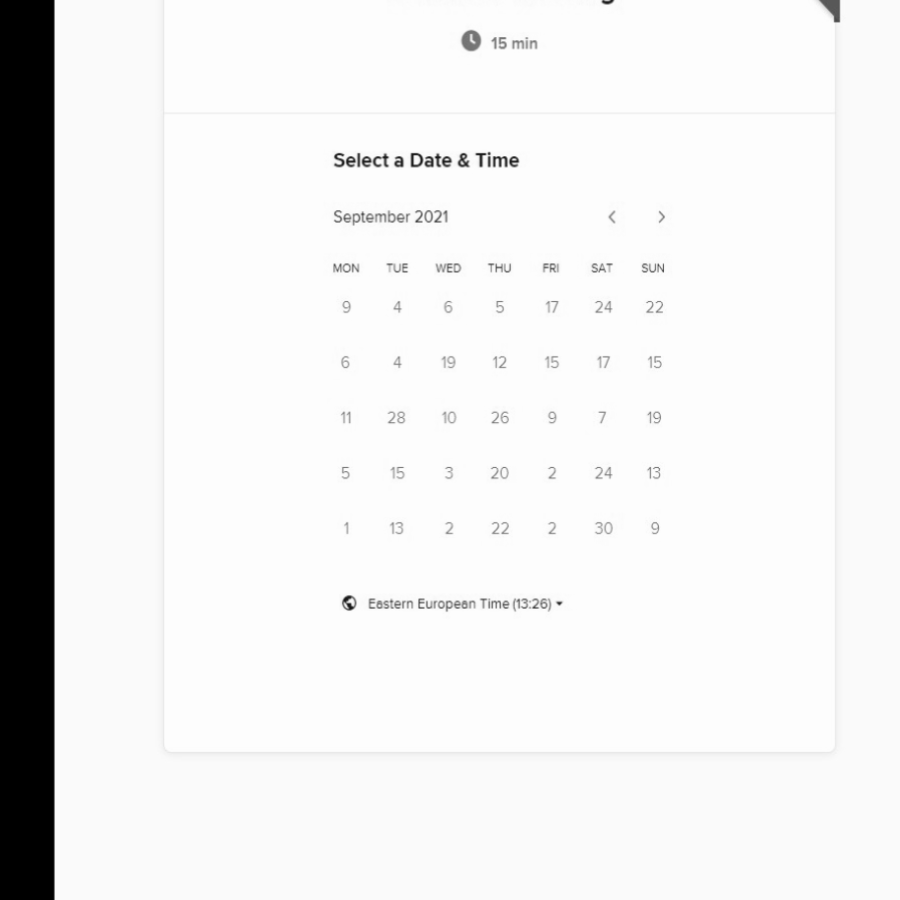 15 min
Select a Date & Time
September 2021
MON TUE WED THU FRI SAT SUN
9 4 6 5 17 24 22
6 4 19 12 15 17 15
11 28 10 26 9 7 19
5 15 3 20 2 24 13
1 13 2 22 2 30 9
Eastern European Time (13:26)